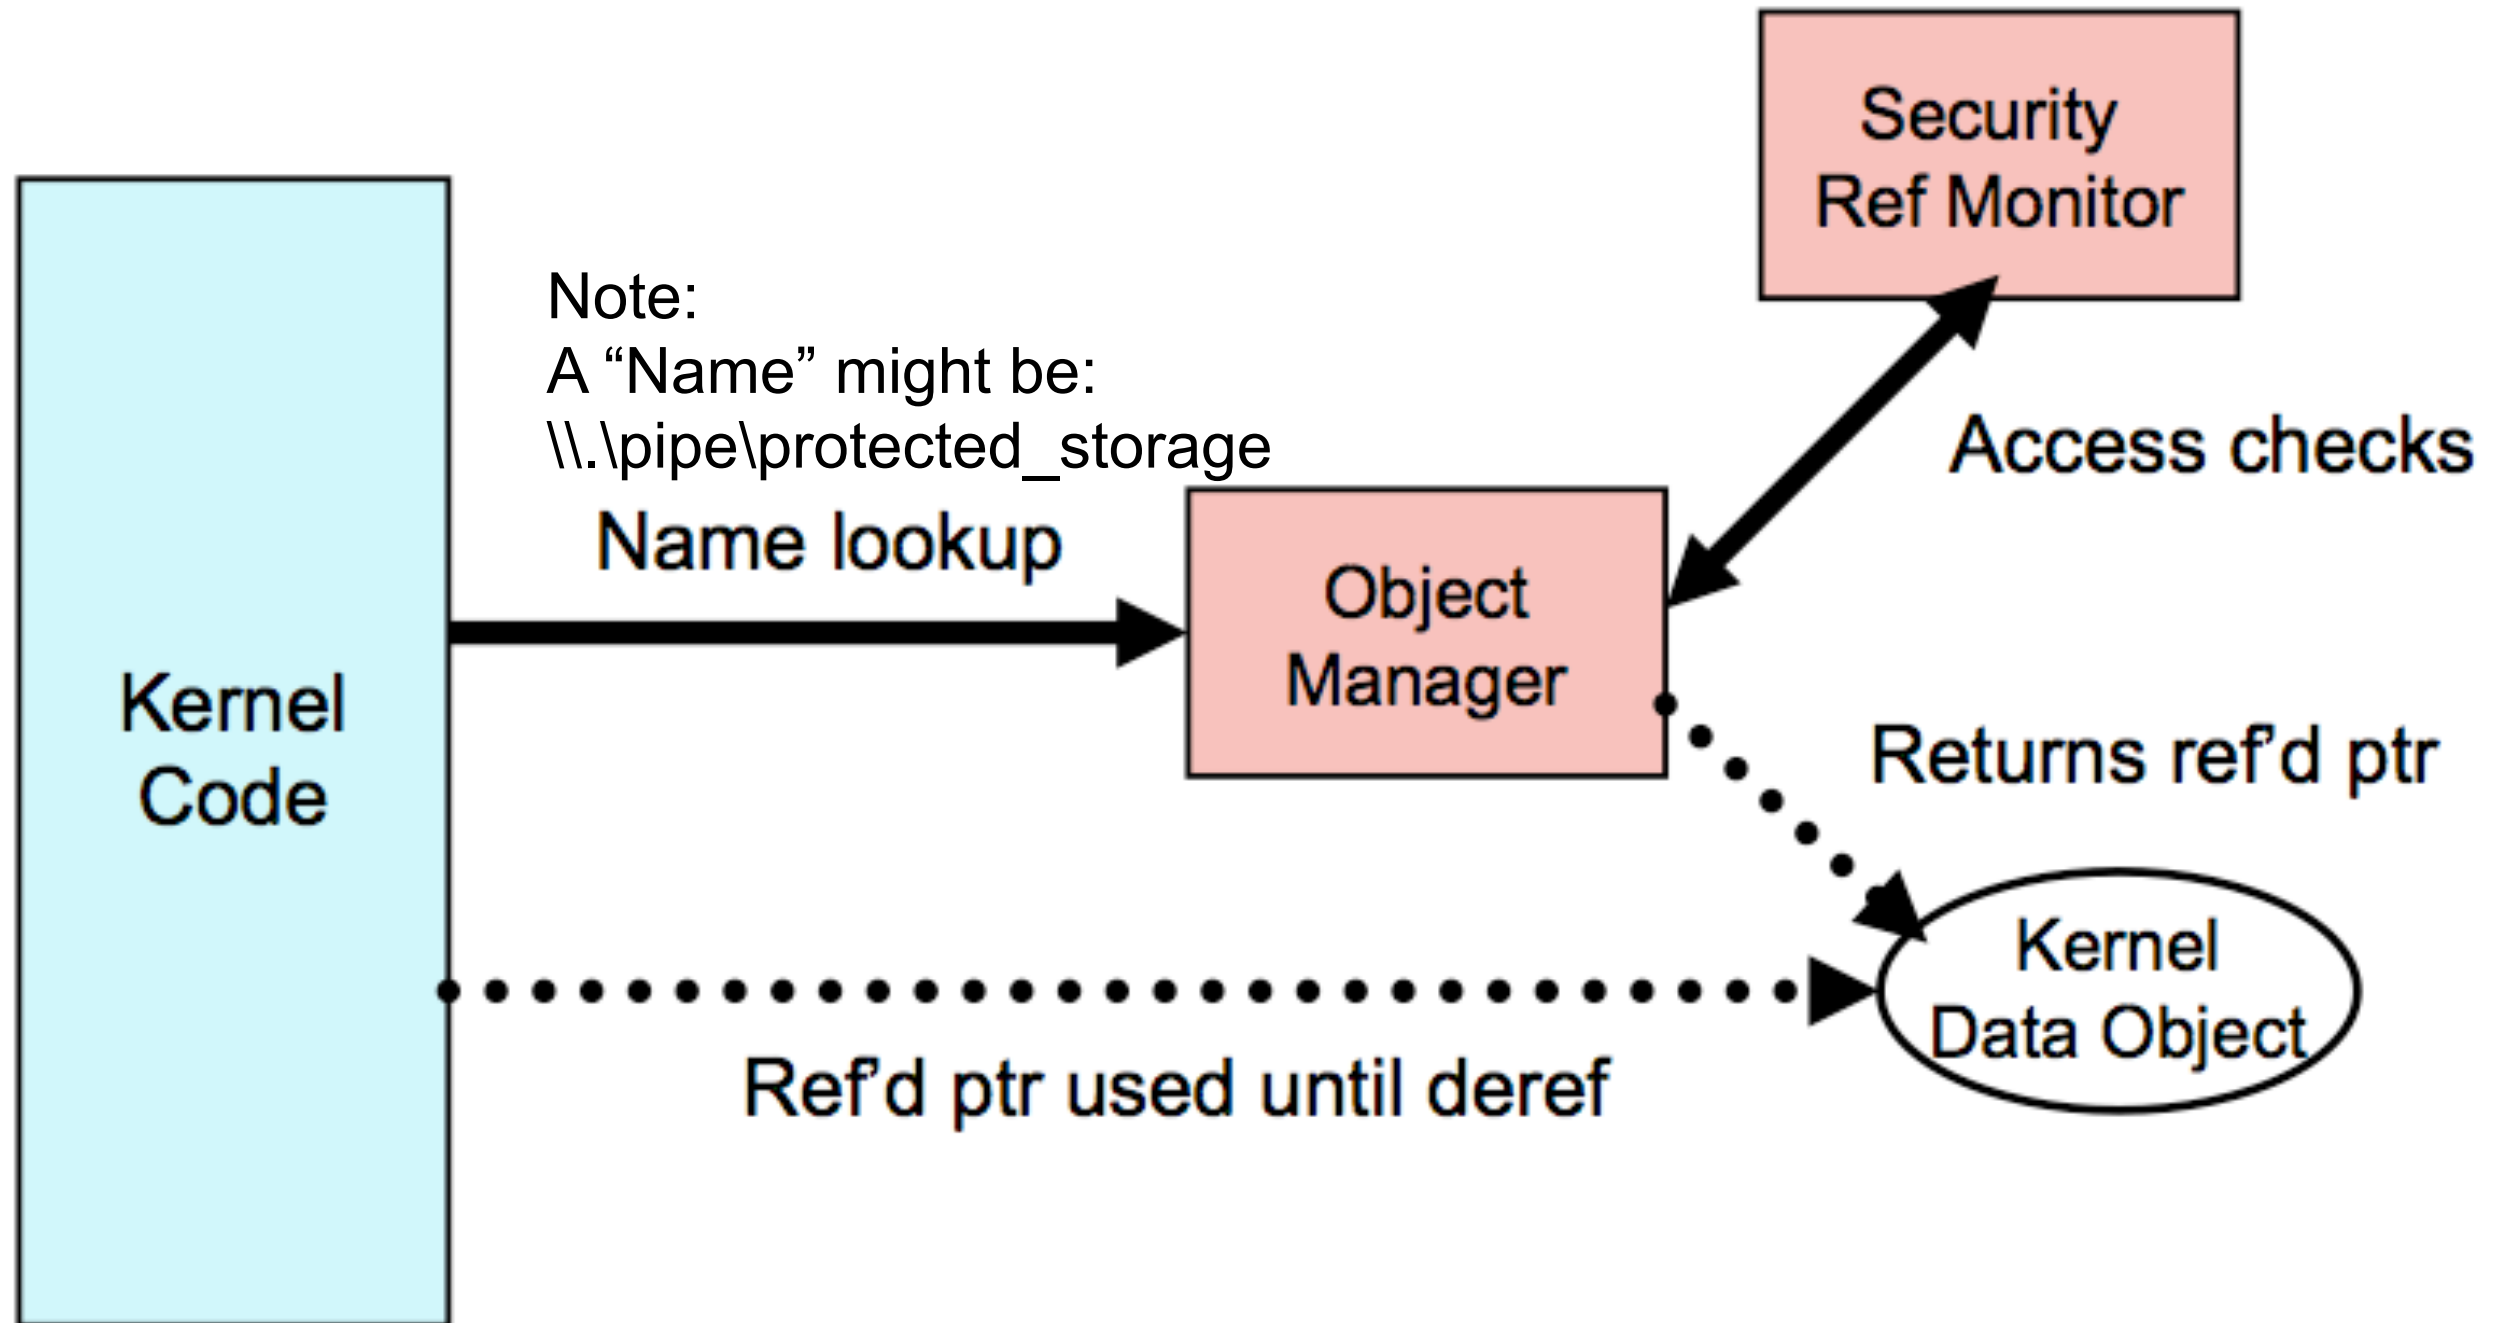 Security
Ref Monitor
Note:
A “Name” might be:
\\.\pipe\protected_storage
Access checks
Name lookup
Object
Manager
Kernel
Code
Returns ref’d ptr
Kernel
Data Object
Ref’d ptr used until deref